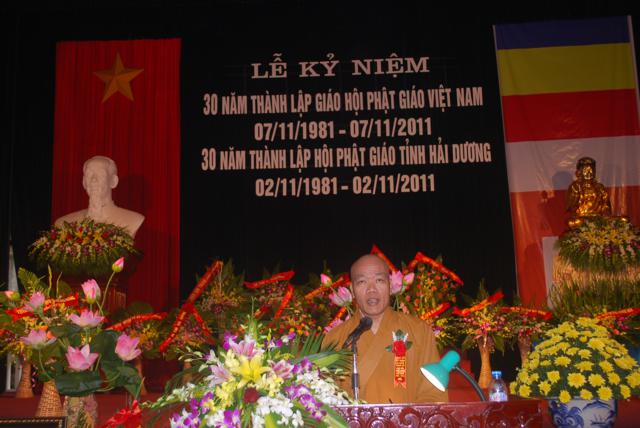 LỄ KỶ NIỆM
30 NĂM THÀNH LẬP GIÁO HỘI PHẬT GIÁO VIỆT NAM
07/11/1981 - 07/11/2011
30 NĂM THÀNH LẬP HỘI PHẬT GIÁO TỈNH HẢI DƯƠNG
02/11/1981 - 02/11/2011